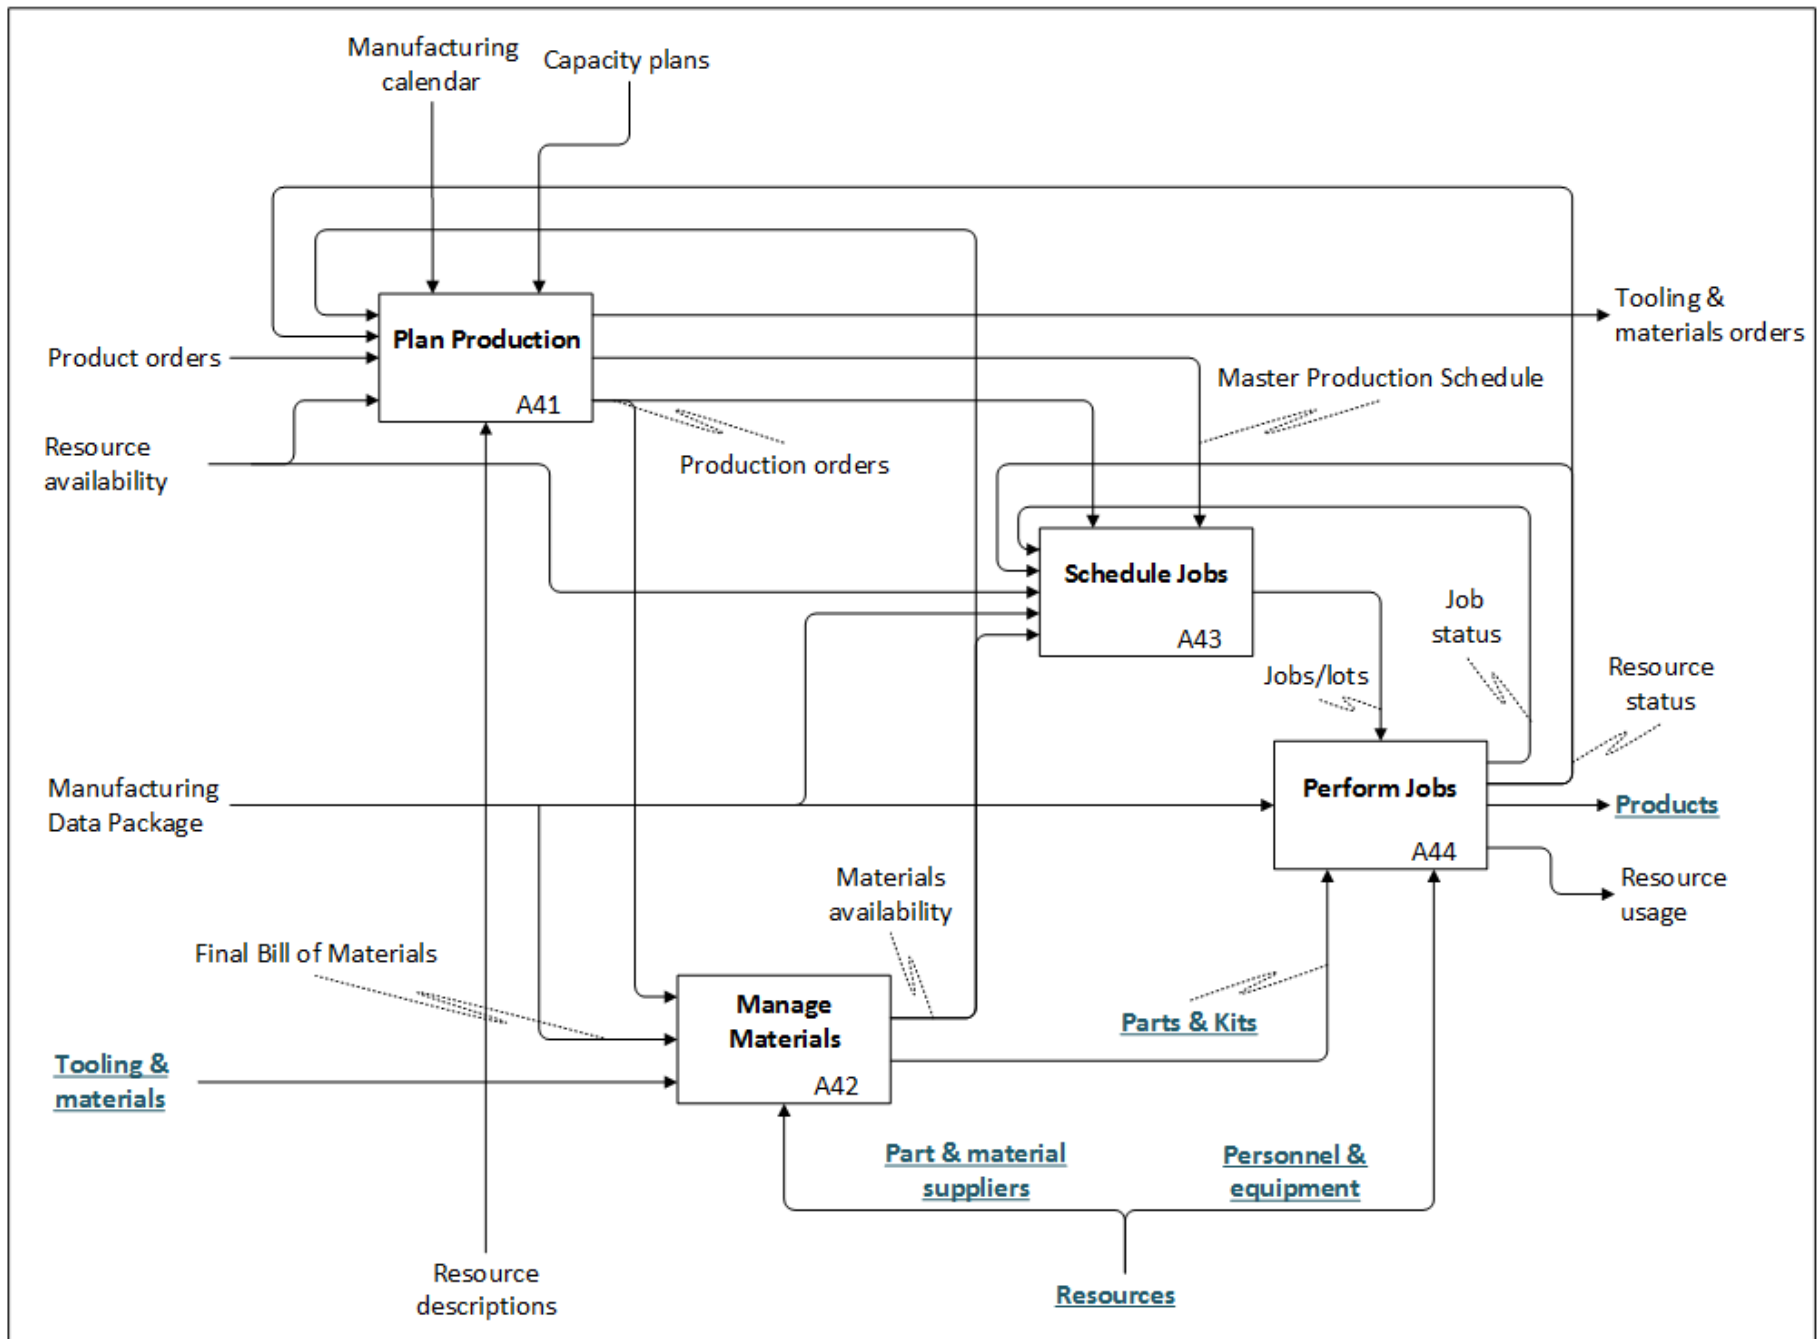 Manufacturing
calendar
Capacity plans
Tooling &
materials orders
Plan Production
A41
Product orders
Master Production Schedule
Resource
availability
Production orders
Schedule Jobs
A43
Job
status
Jobs/lots
Resource
status
Manufacturing
Data Package
Perform Jobs
A44
Products
Resource
usage
Materials
availability
Final Bill of Materials
Manage
Materials
A42
Parts & Kits
Tooling &
materials
Part & material
suppliers
Personnel &
equipment
Resource
descriptions
Resources